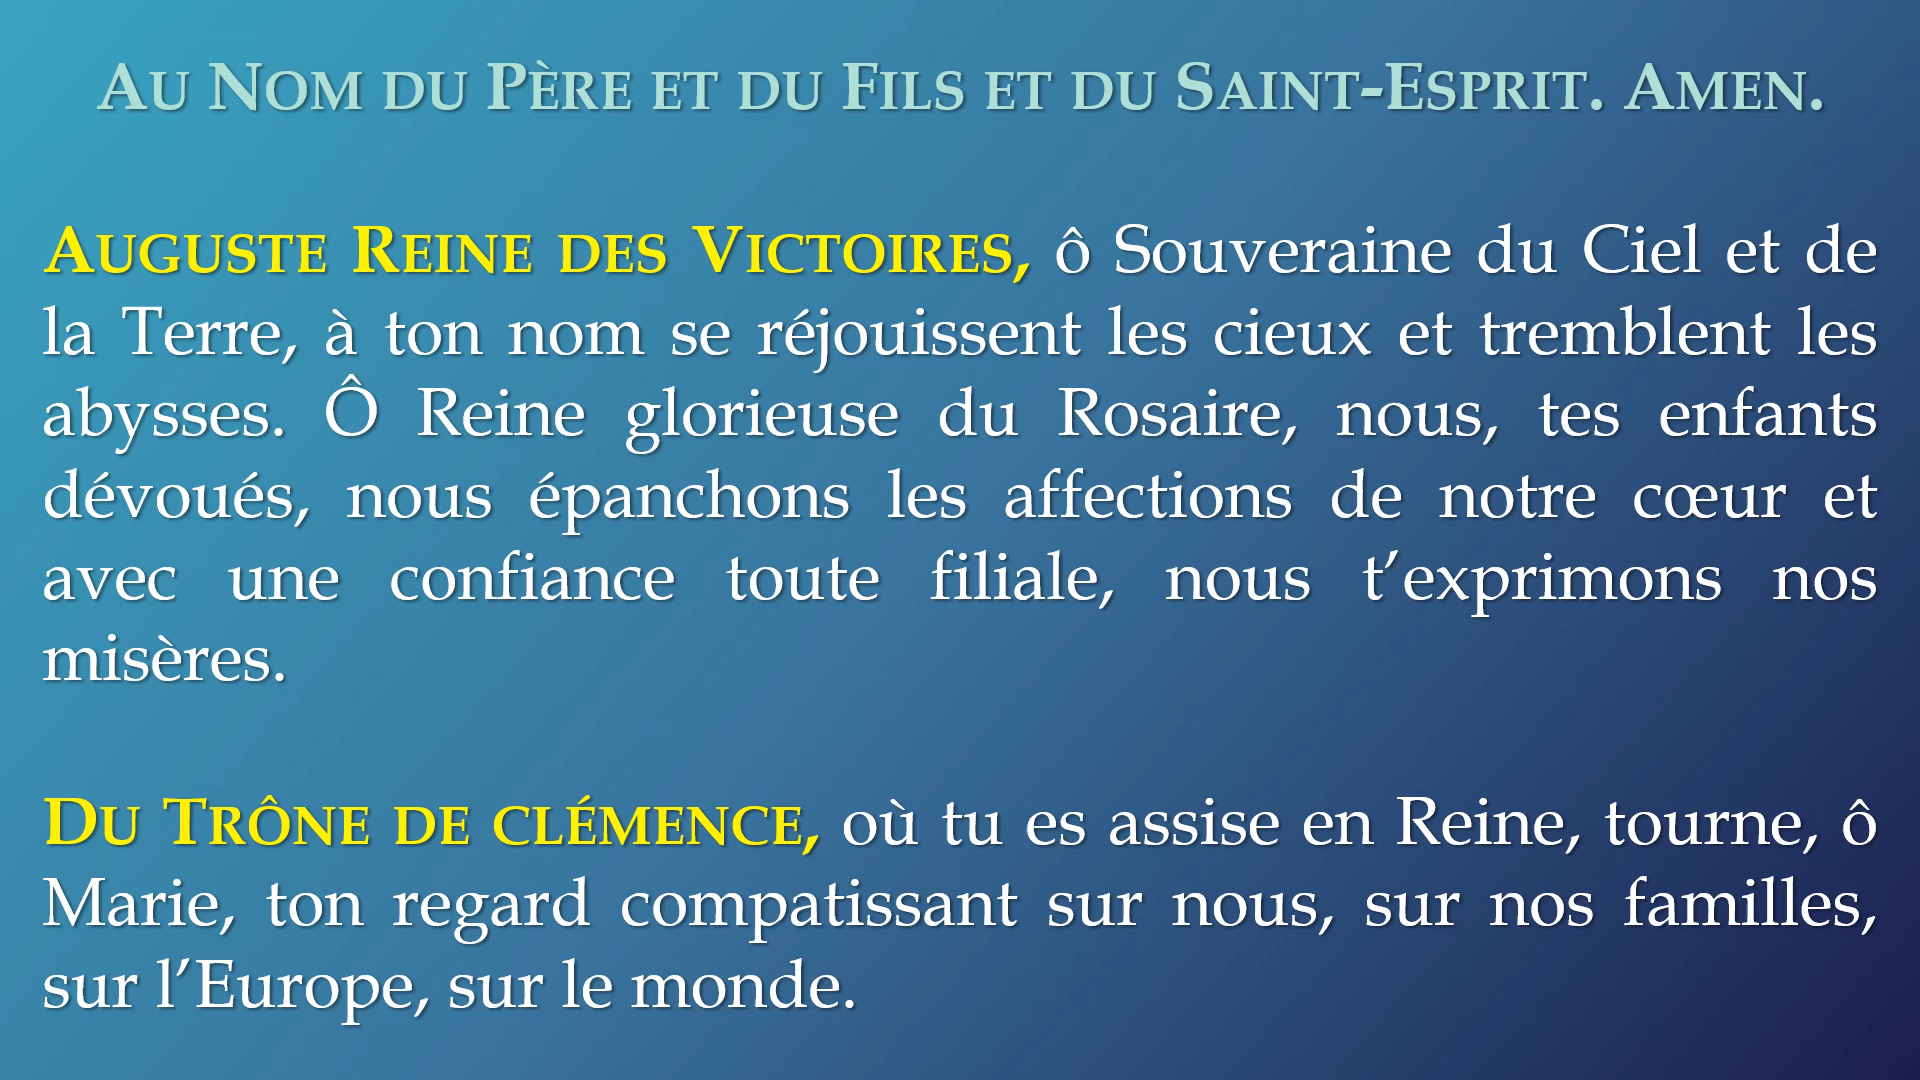 Au Nom du Père et du Fils et du Saint-Esprit. Amen.
Auguste Reine des Victoires, ô Souveraine du Ciel et de
la Terre, à ton nom se réjouissent les cieux et tremblent les
abysses. Ô Reine glorieuse du Rosaire, nous, tes enfants
dévoués, nous épanchons les affections de notre cœur et
avec une confiance toute filiale, nous t’exprimons nos
misères.
Du Trône de clémence, où tu es assise en Reine, tourne, ô
Marie, ton regard compatissant sur nous, sur nos familles,
sur l’Europe, sur le monde.